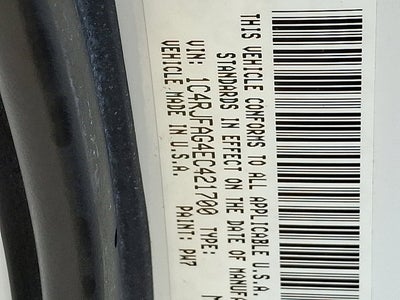 THIS VEHICLE CONFORMS TO ALL APPLICABLE U.S.A
STANDARDS IN EFFECT ON THE DATE OF MANUF
VIN: 1C4RJFAG4EC421700 TYPE:
VEHICLE MADE IN U.S.A. PAINT: PW7